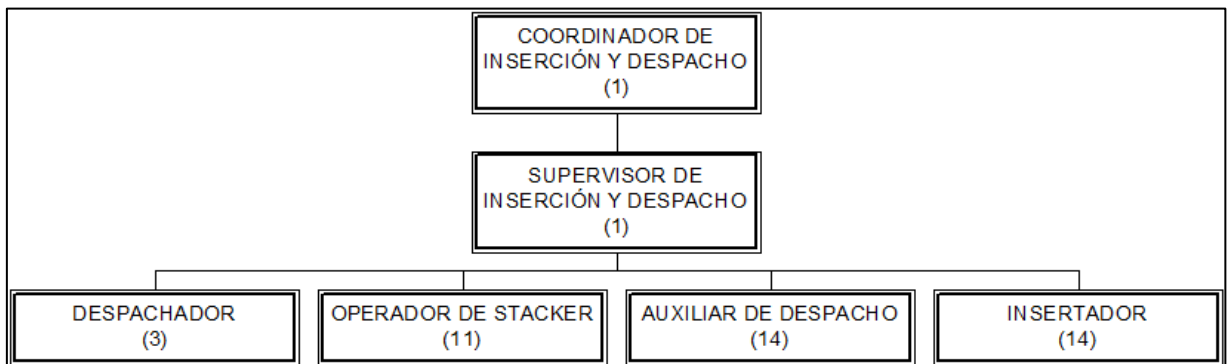 COORDINADOR DE
INSERCIÓN Y DESPACHO
(1)
SUPERVISOR DE
INSERCIÓN Y DESPACHO
(1)
DESPACHADOR
(3)
OPERADOR DE STACKER
(11)
AUXILIAR DE DESPACHO
(14)
INSERTADOR
(14)